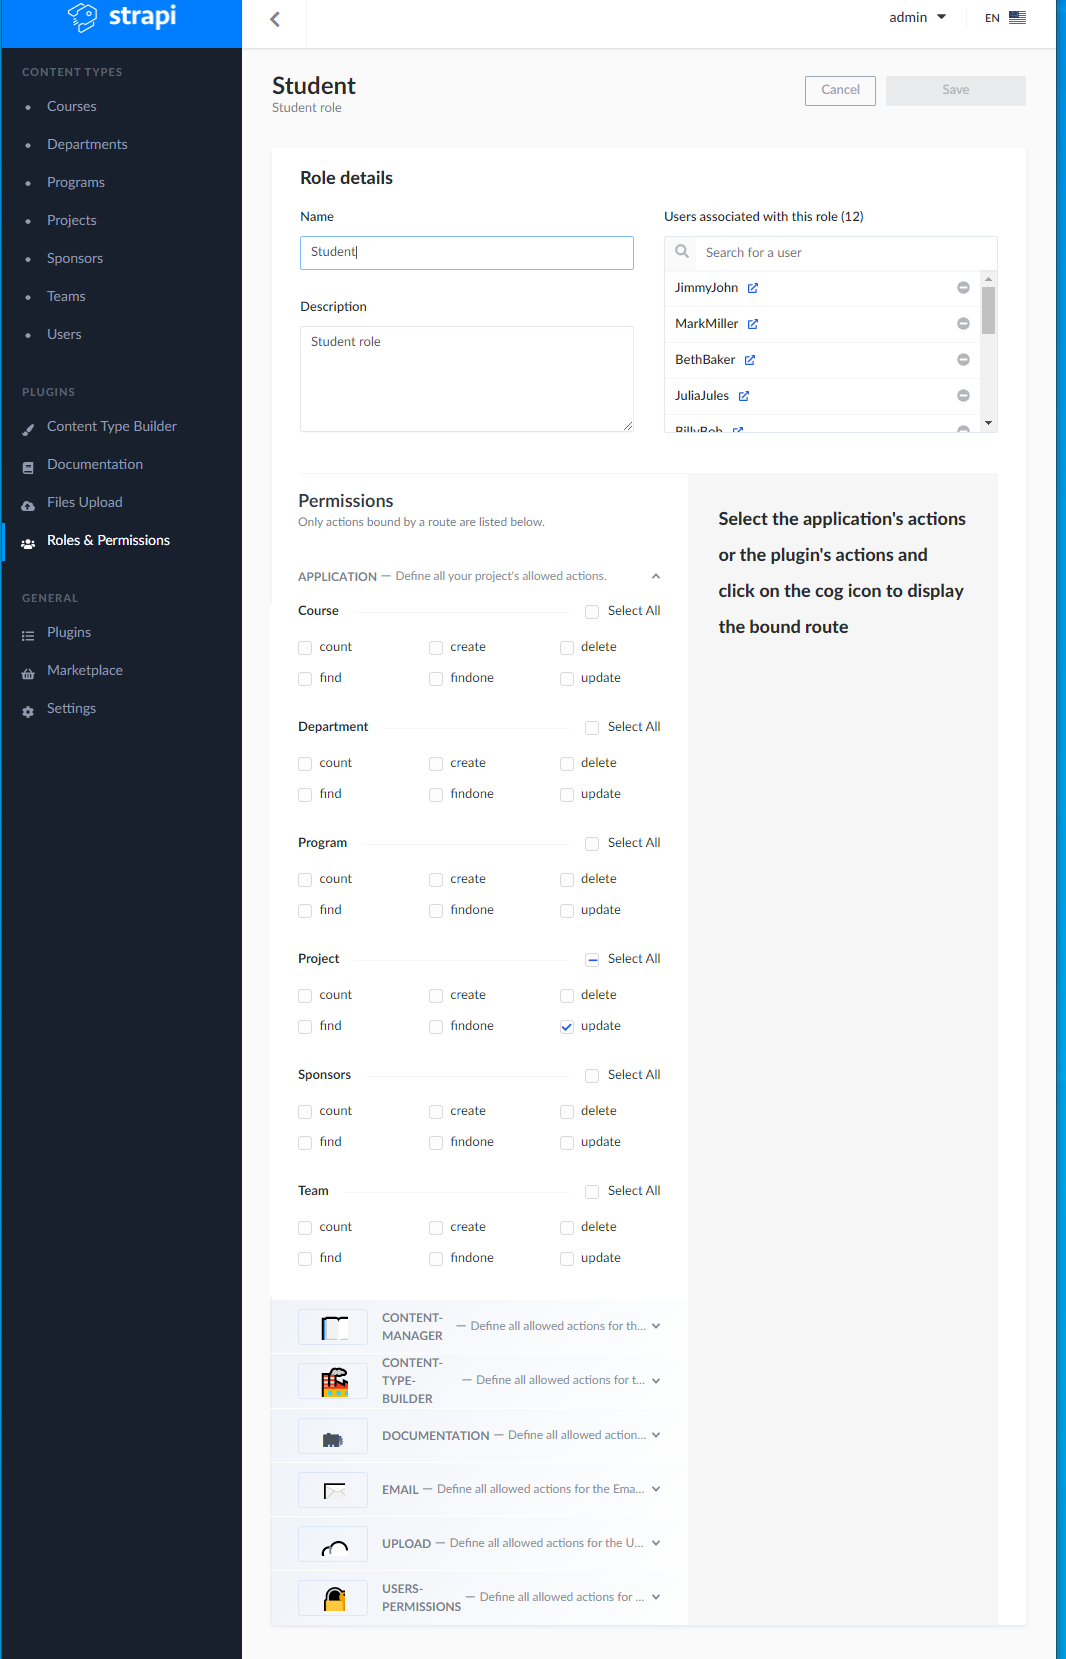 strapi
admin
EN
CONTENT TYPES
Courses
Departments
Programs
Projects
Sponsors
Teams
Users
PLUGINS
Content Type Builder
Documentation
Files Upload
Roles & Permissions
GENERAL
Plugins
Marketplace
Settings
Student
Student role
Cancel
Save
Role details
Name
Student
Description
Student role
Users associated with this role (12)
Search for a user
JimmyJohn
MarkMiller
BethBaker
JuliaJules
BillyBob
Permissions
Only actions bound by a route are listed below.
APPLICATION — Define all your project's allowed actions.
Course Select All
count create delete
find findone update
Department Select All
count create delete
find findone update
Program Select All
count create delete
find findone update
Project Select All
count create delete
find findone update
Sponsors Select All
count create delete
find findone update
Team Select All
count create delete
find findone update
CONTENT-
MANAGER — Define all allowed actions for th...
CONTENT-
TYPE- — Define all allowed actions for t...
BUILDER
DOCUMENTATION — Define all allowed action...
EMAIL — Define all allowed actions for the Ema...
UPLOAD — Define all allowed actions for the U...
USERS-
PERMISSIONS — Define all allowed actions for ...
Select the application's actions
or the plugin's actions and
click on the cog icon to display
the bound route